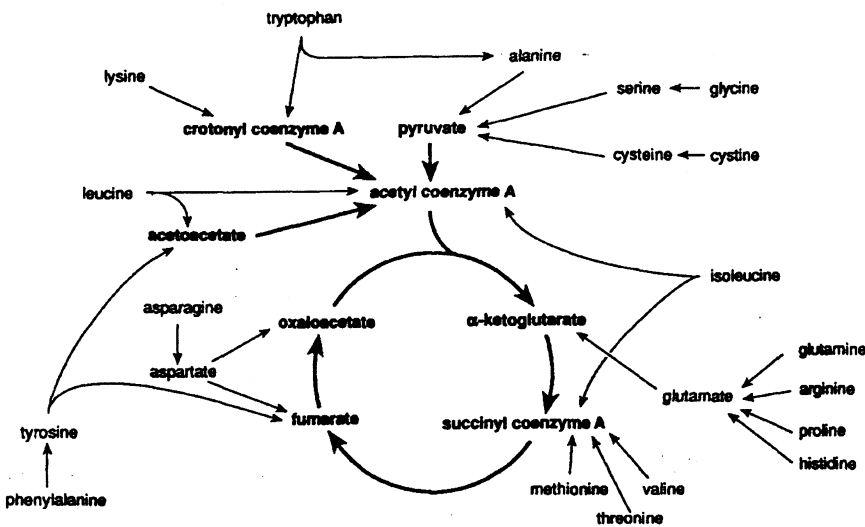 tryptophan
alanine
lysine
serine
glycine
crotonyl coenzyme A
pyruvate
cysteine
cystine
leucine
acetyl coenzyme A
acetoacetate
isoleucine
asparagine
oxaloacetate
α-ketoglutarate
glutamine
aspartate
glutamate
arginine
fumarate
succinyl coenzyme A
tyrosine
proline
histidine
phenylalanine
methionine
valine
threonine